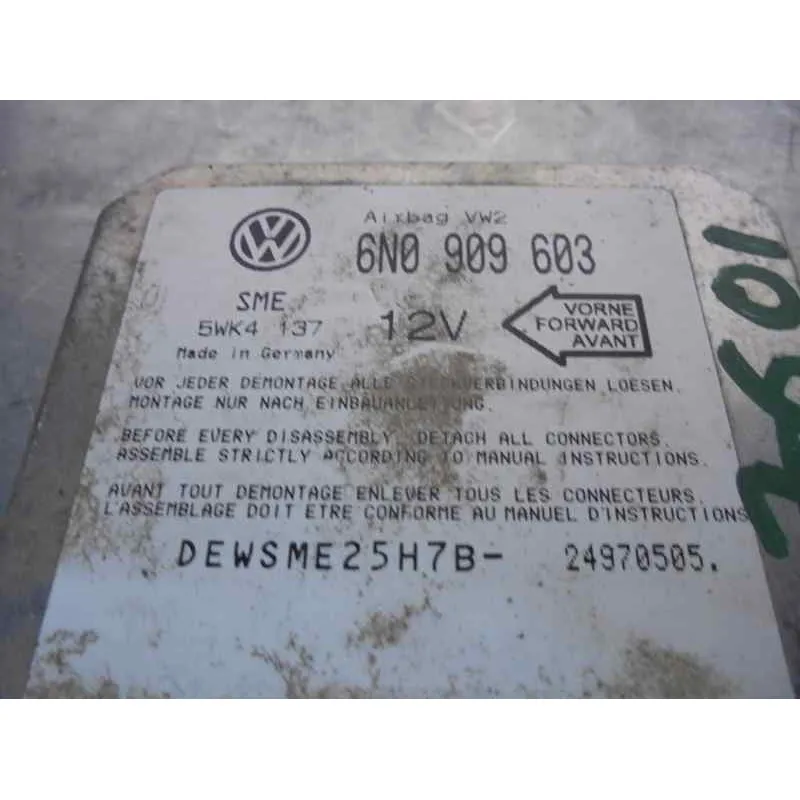 Airbag VW2
6N0 909 603
SME
5WK4 137
12V
VORNE
FORWARD
AVANT
Made in Germany
VOR JEDER DEMONTAGE ALLE STECKVERBINDUNGEN LOESEN.
MONTAGE NUR NACH EINBAUANLEITUNG.
BEFORE EVERY DISASSEMBLY, DETACH ALL CONNECTORS.
ASSEMBLE STRICTLY ACCORDING TO MANUAL INSTRUCTIONS.
AVANT TOUT DEMONTAGE ENLEVER TOUS LES CONNECTEURS.
L'ASSEMBLAGE DOIT ETRE CONFORME AU MANUEL D'INSTRUCTIONS
DEWSME25H7B- 24970505.